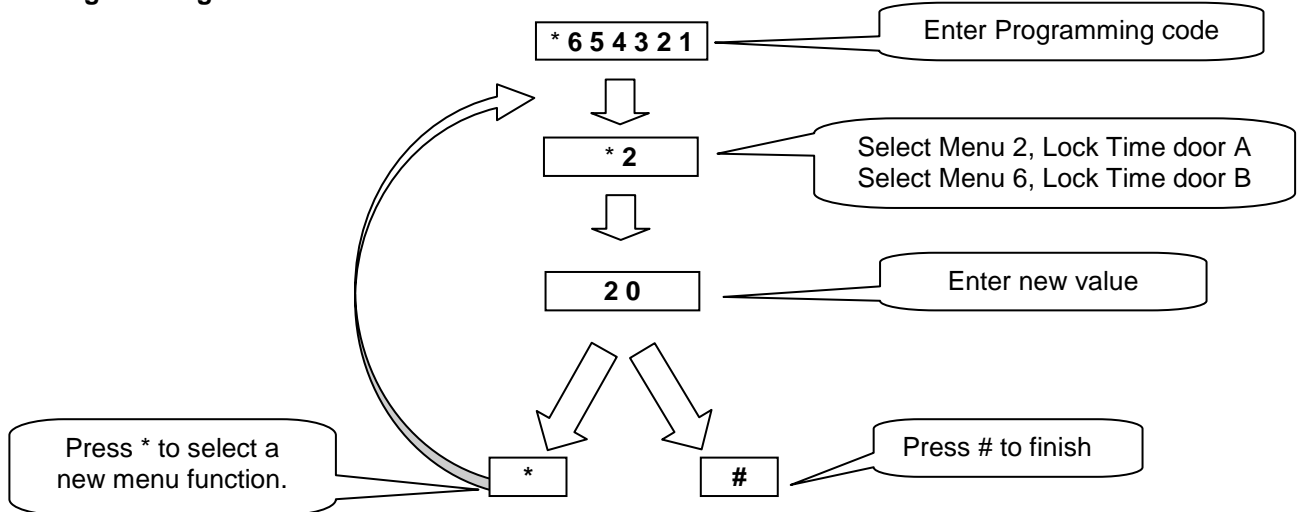 * 6 5 4 3 2 1
Enter Programming code
* 2
Select Menu 2, Lock Time door A
Select Menu 6, Lock Time door B
2 0
Enter new value
Press * to select a
new menu function.
*
#
Press # to finish